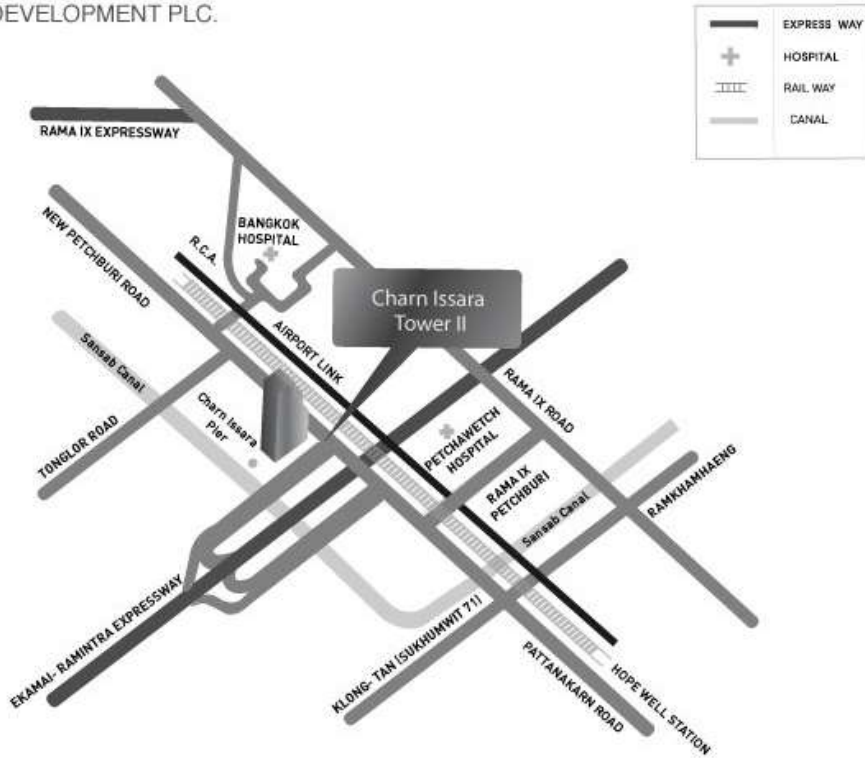 DEVELOPMENT PLC.
EXPRESS WAY
HOSPITAL
RAIL WAY
CANAL
RAMA IX EXPRESSWAY
NEW PETCHBURI ROAD
R.C.A.
BANGKOK
HOSPITAL
Charn Issara
Tower II
AIRPORT LINK
Sansab Canal
Charn Issara
Pier
TONGLOR ROAD
PETCHAWETCH
HOSPITAL
RAMA IX ROAD
RAMA IX
PETCHBURI
Sansab Canal
RAMKHAMHAENG
EKAMAI- RAMINTRA EXPRESSWAY
KLONG- TAN (SUKHUMWIT 71)
PATTANAKARN ROAD
HOPE WELL STATION